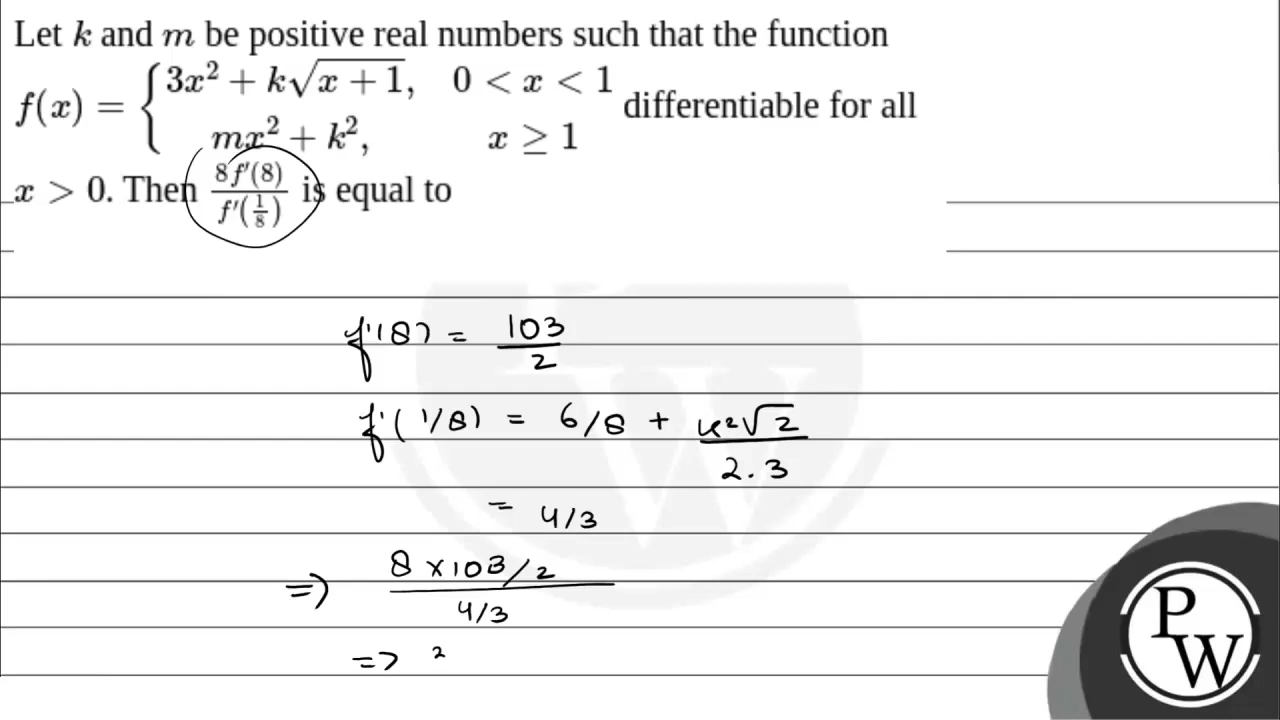 Let k and m be positive real numbers such that the function
f(x) = { 3x² + k√(x + 1), 0 < x < 1
mx² + k², x ≥ 1 differentiable for all
x > 0. Then 8f′(8)/f′(1/8) is equal to
f'(8) = 103/2
f'(1/8) = 6/8 + k2√2/2.3
= 4/3
=> 8 × 103/2 / 4/3
=> 2
PW